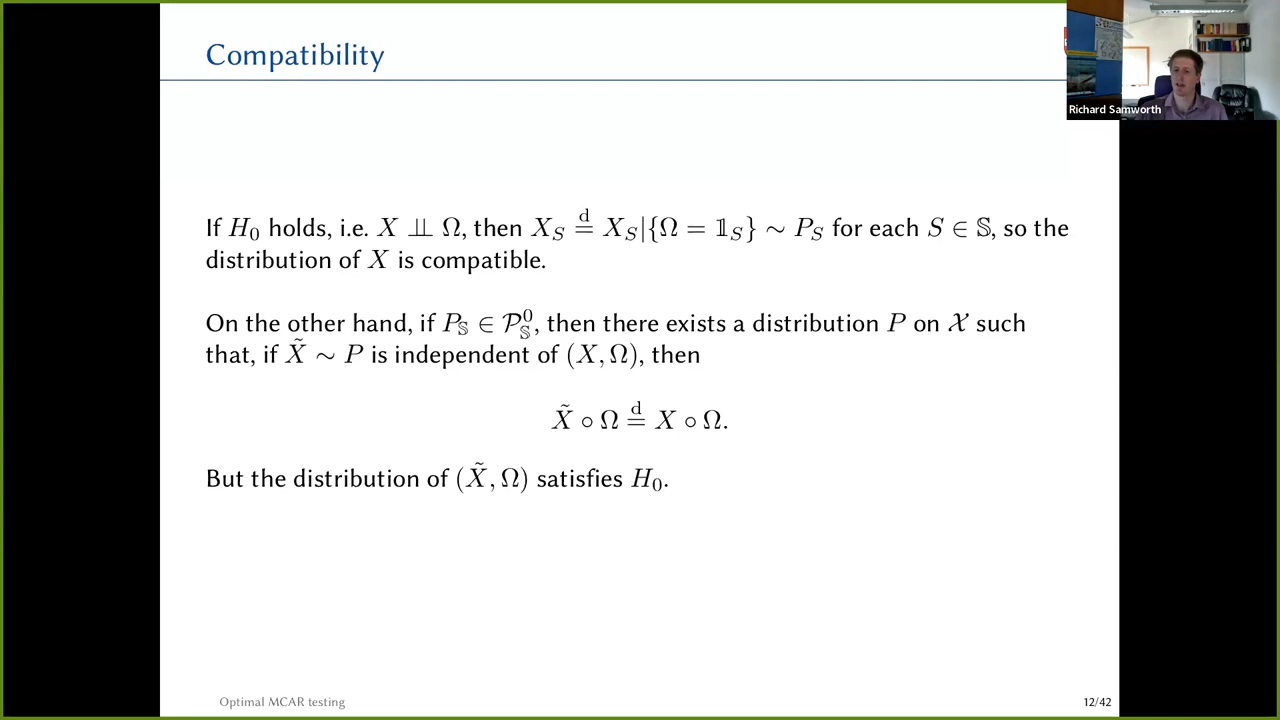 Compatibility
Richard Samworth
If H₀ holds, i.e. X ⫫ Ω, then X_S =ᵈ X_S|{Ω = 𝟙_S} ∼ P_S for each S ∈ 𝕊, so the
distribution of X is compatible.
On the other hand, if P_𝕊 ∈ 𝒫⁰_𝕊, then there exists a distribution P on 𝒳 such
that, if X̃ ∼ P is independent of (X, Ω), then
X̃ ∘ Ω =ᵈ X ∘ Ω.
But the distribution of (X̃, Ω) satisfies H₀.
Optimal MCAR testing
12/42